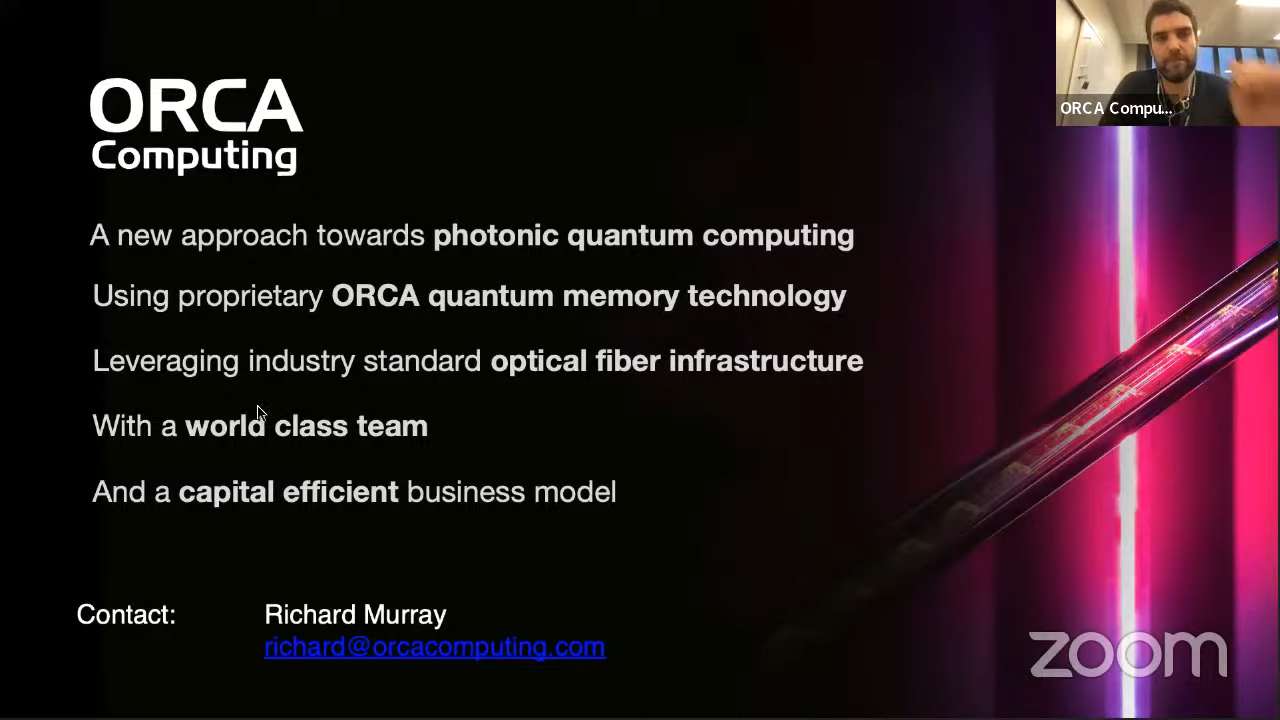 ORCA
Computing
ORCA Compu...
A new approach towards photonic quantum computing
Using proprietary ORCA quantum memory technology
Leveraging industry standard optical fiber infrastructure
With a world class team
And a capital efficient business model
Contact: Richard Murray
richard@orcacomputing.com
zoom